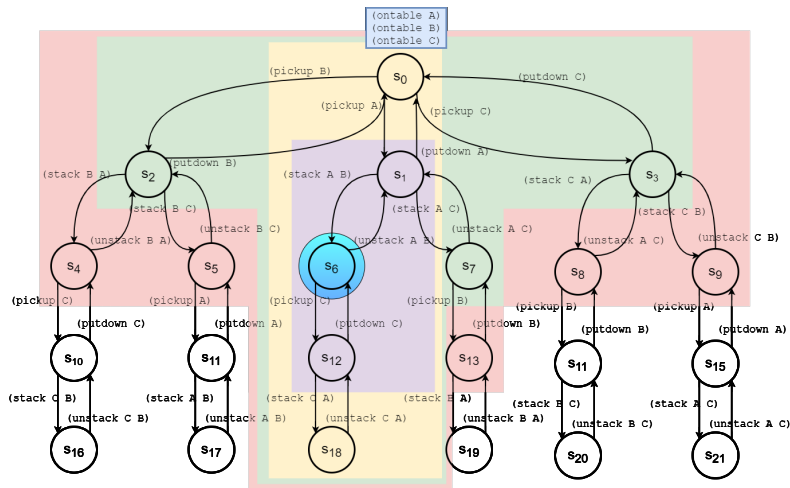 (ontable A)
(ontable B)
(ontable C)
(pickup B)
s0
(putdown C)
(pickup A)
(pickup C)
(putdown B)
(putdown A)
s2
s1
s3
(stack B A)
(stack A B)
(stack C A)
(stack B C)
(stack A C)
(stack C B)
(unstack B C)
(unstack A C)
(unstack C B)
(unstack B A)
(unstack A B)
(unstack A C)
s4
s5
s6
s7
s8
s9
(pickup C)
(pickup A)
(pickup C)
(pickup B)
(pickup B)
(pickup A)
(putdown C)
(putdown A)
(putdown C)
(putdown B)
(putdown B)
(putdown A)
s10
s11
s12
s13
s11
s15
(stack C B)
(stack A B)
(stack C A)
(stack B A)
(stack B C)
(stack A C)
(unstack C B)
(unstack A B)
(unstack C A)
(unstack B A)
(unstack B C)
(unstack A C)
s16
s17
s18
s19
s20
s21